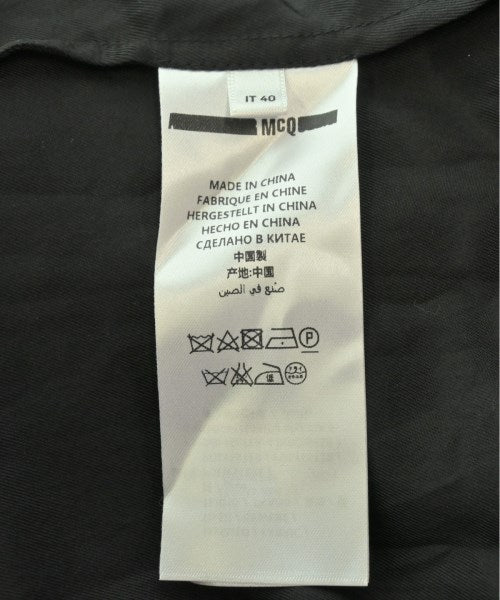 IT 40
McQ
MADE IN CHINA
FABRIQUE EN CHINE
HERGESTELLT IN CHINA
HECHO EN CHINA
СДЕЛАНО В КИТАЕ
中国製
产地:中国
صنع في الصين
P